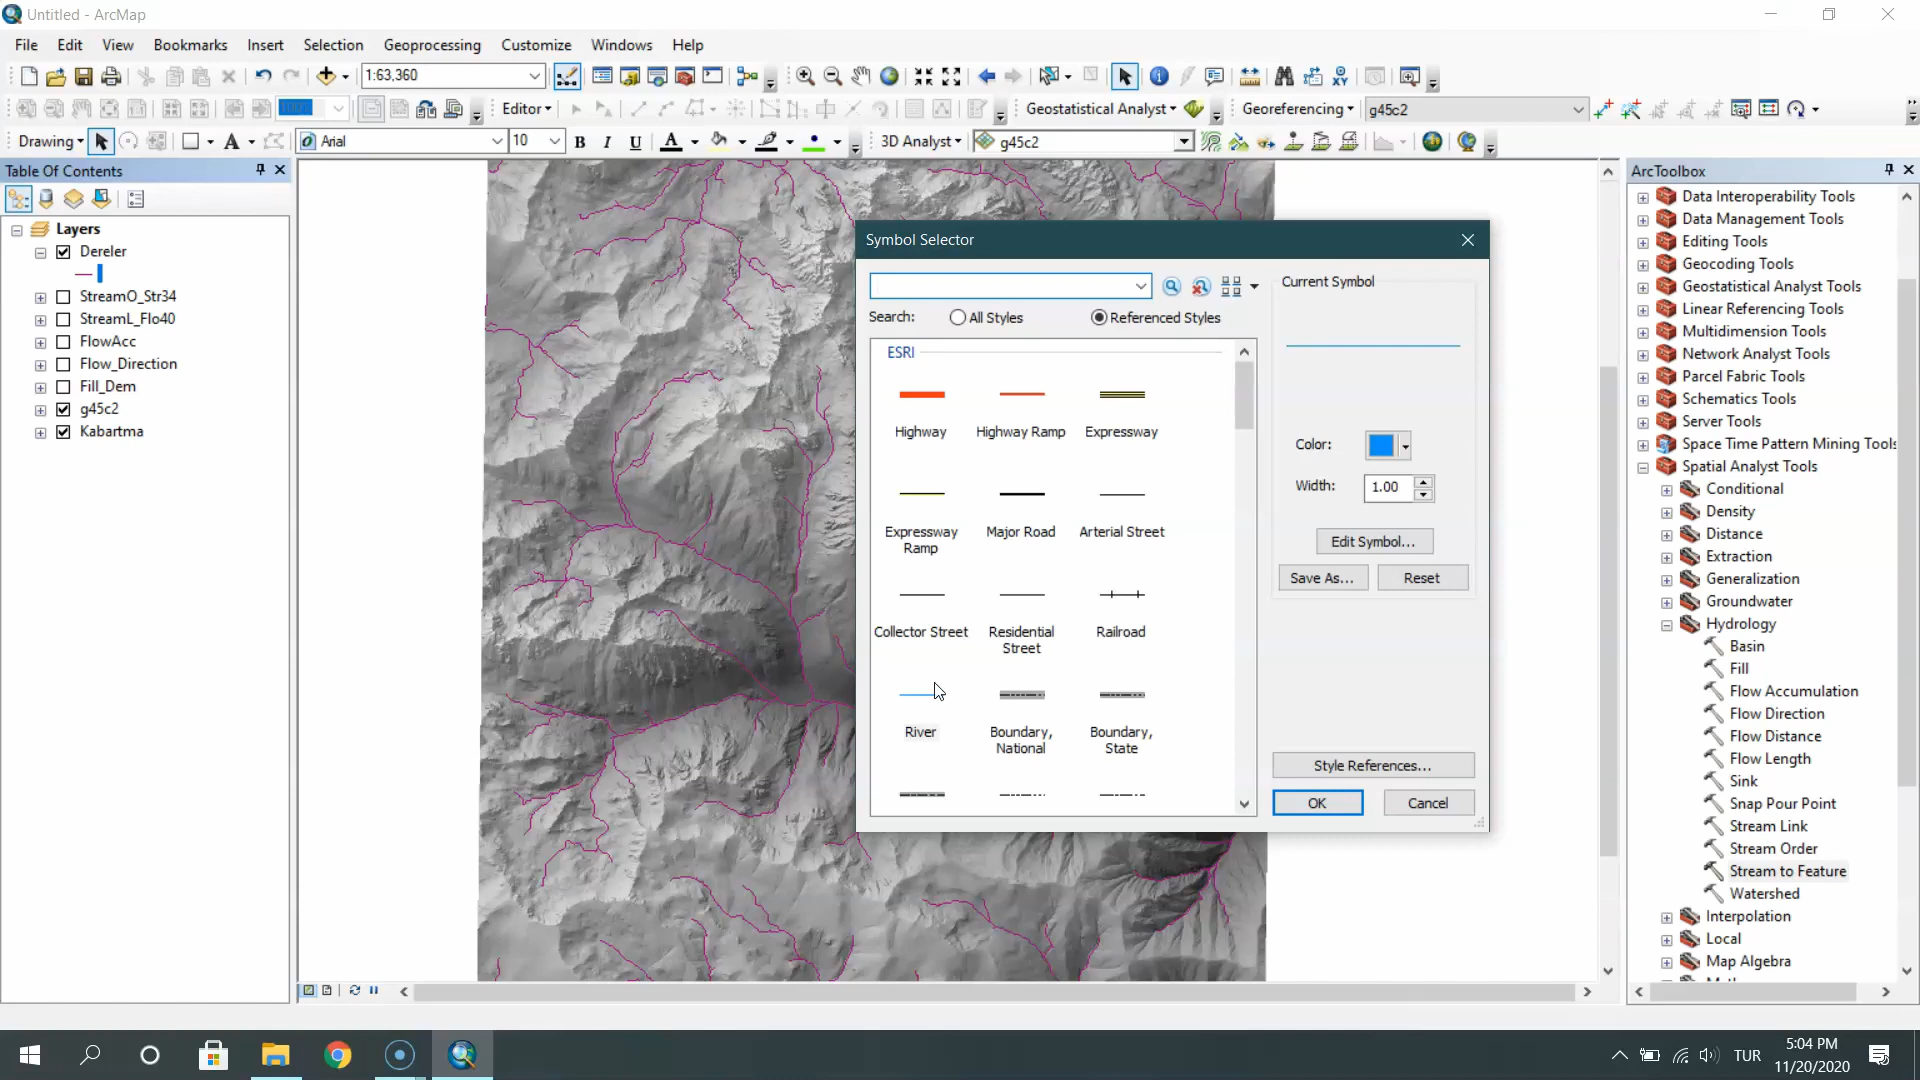 Untitled - ArcMap
File Edit View Bookmarks Insert Selection Geoprocessing Customize Windows Help
1:63,360
100%
Editor
Geostatistical Analyst
Georeferencing
g45c2
Drawing
A
Arial
10
B I U A
3D Analyst
g45c2
Table Of Contents
Layers
Dereler
StreamO_Str34
StreamL_Flo40
FlowAcc
Flow_Direction
Fill_Dem
g45c2
Kabartma
Symbol Selector
Search: All Styles Referenced Styles
ESRI
Highway
Highway Ramp
Expressway
Expressway
Ramp
Major Road
Arterial Street
Collector Street
Residential
Street
Railroad
River
Boundary,
National
Boundary,
State
Current Symbol
Color:
Width: 1.00
Edit Symbol...
Save As...
Reset
Style References...
OK
Cancel
ArcToolbox
Data Interoperability Tools
Data Management Tools
Editing Tools
Geocoding Tools
Geostatistical Analyst Tools
Linear Referencing Tools
Multidimension Tools
Network Analyst Tools
Parcel Fabric Tools
Schematics Tools
Server Tools
Space Time Pattern Mining Tools
Spatial Analyst Tools
Conditional
Density
Distance
Extraction
Generalization
Groundwater
Hydrology
Basin
Fill
Flow Accumulation
Flow Direction
Flow Distance
Flow Length
Sink
Snap Pour Point
Stream Link
Stream Order
Stream to Feature
Watershed
Interpolation
Local
Map Algebra
TUR
5:04 PM
11/20/2020